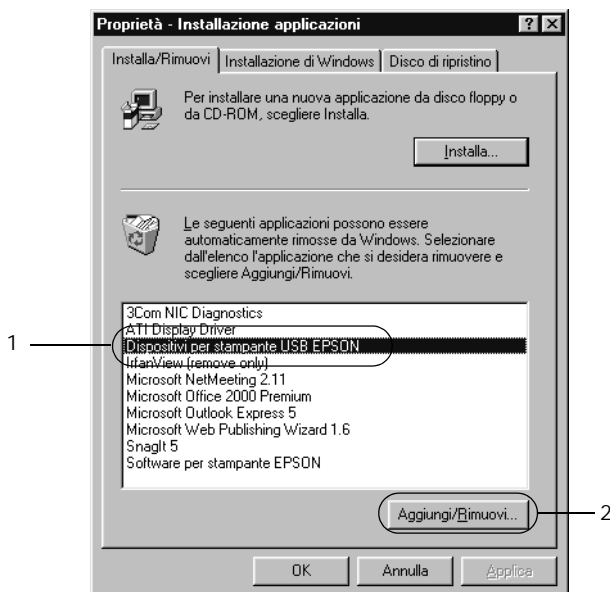 Proprietà - Installazione applicazioni
Installa/Rimuovi Installazione di Windows Disco di ripristino
Per installare una nuova applicazione da disco floppy o
da CD-ROM, scegliere Installa.
Installa...
Le seguenti applicazioni possono essere
automaticamente rimosse da Windows. Selezionare
dall'elenco l'applicazione che si desidera rimuovere e
scegliere Aggiungi/Rimuovi.
3Com NIC Diagnostics
ATI Display Driver
1
Dispositivi per stampante USB EPSON
IrfanView (remove only)
Microsoft NetMeeting 2.11
Microsoft Office 2000 Premium
Microsoft Outlook Express 5
Microsoft Web Publishing Wizard 1.6
SnagIt 5
Software per stampante EPSON
Aggiungi/Rimuovi...
2
OK Annulla Applica